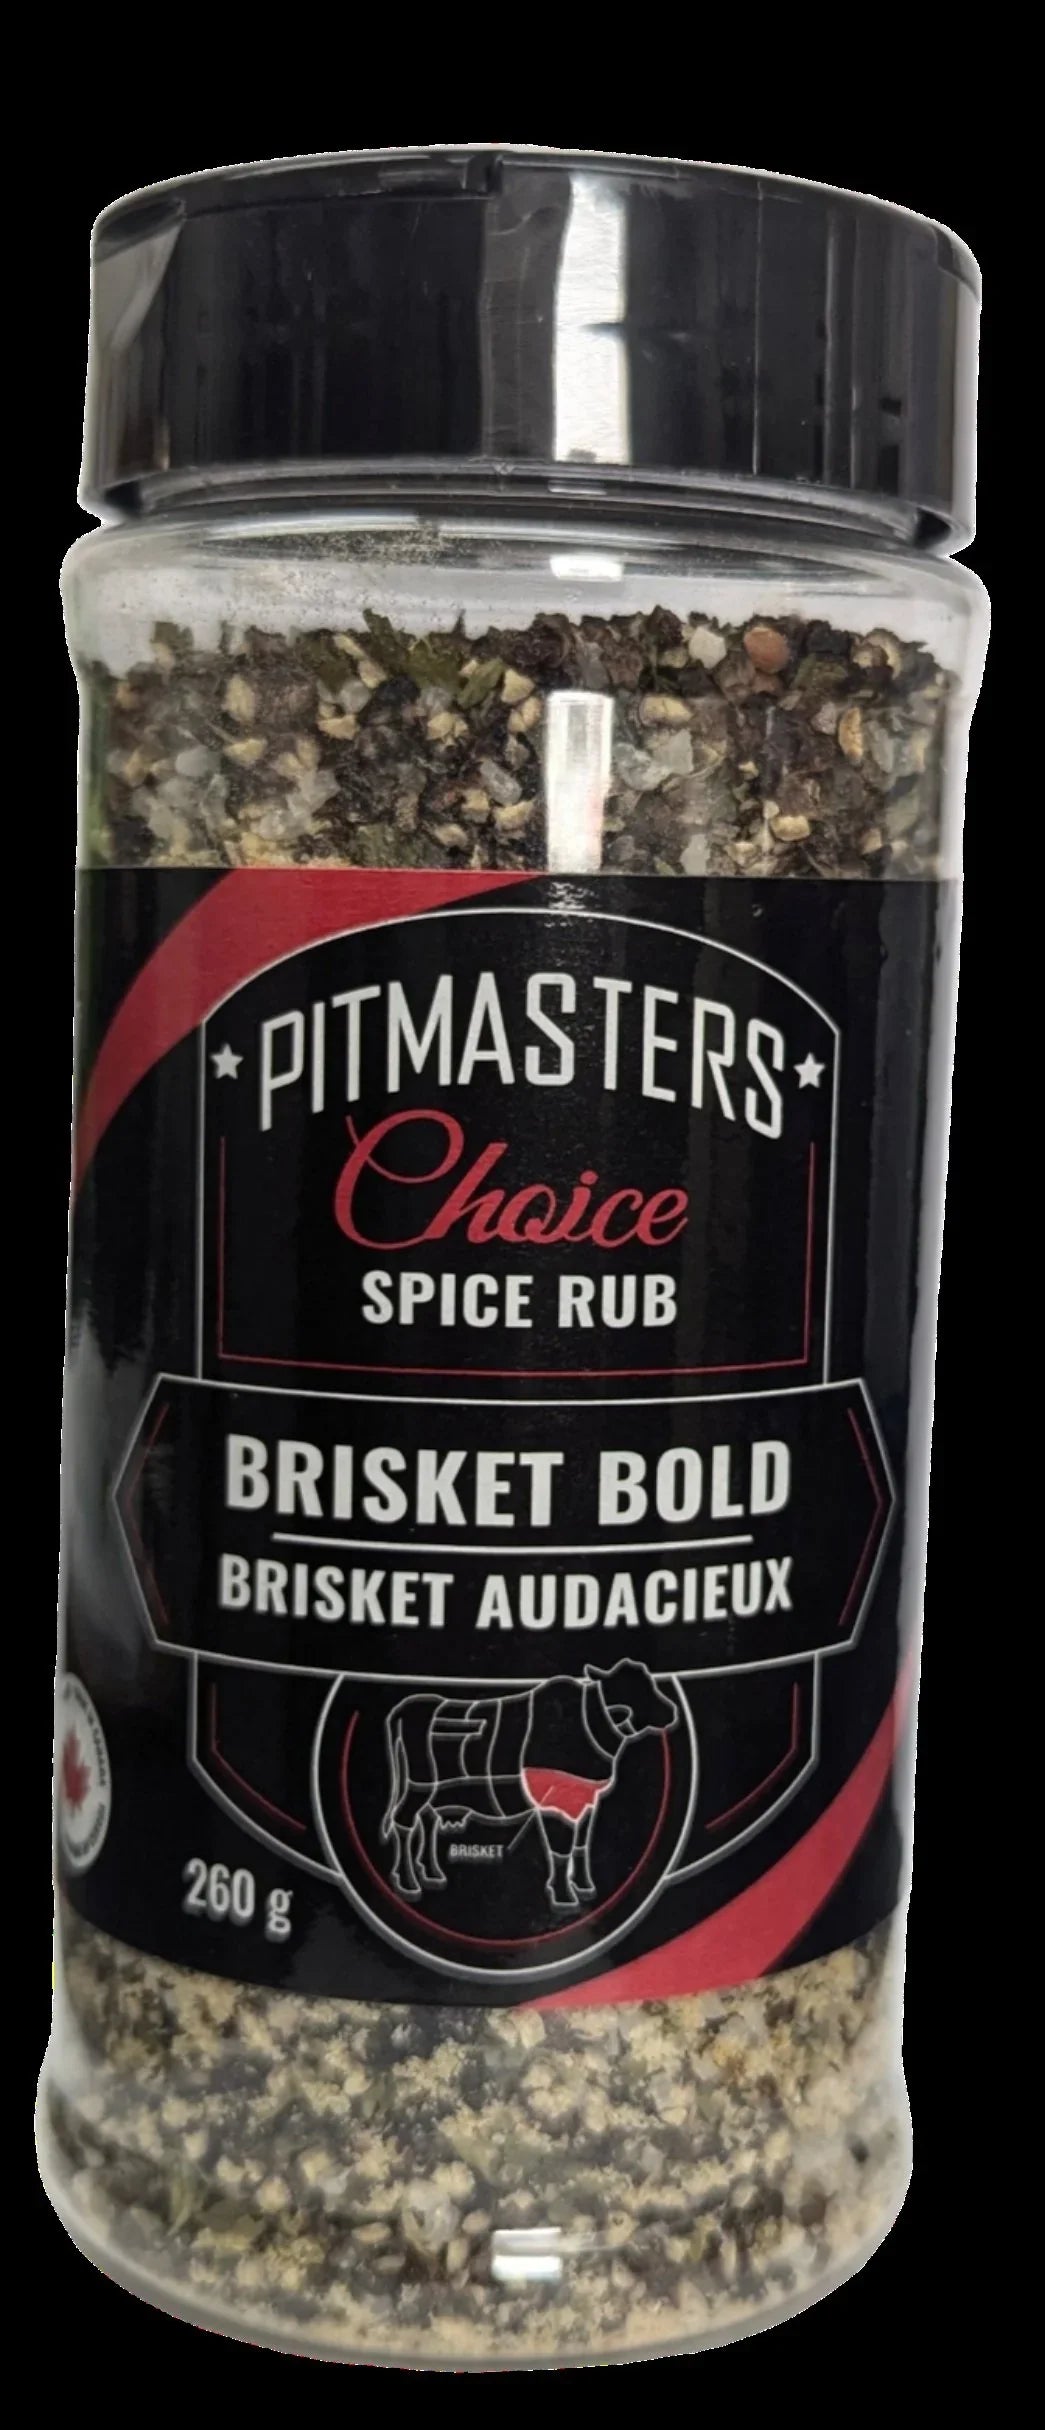 PITMASTERS
Choice
SPICE RUB
BRISKET BOLD
BRISKET AUDACIEUX
BRISKET
260 g